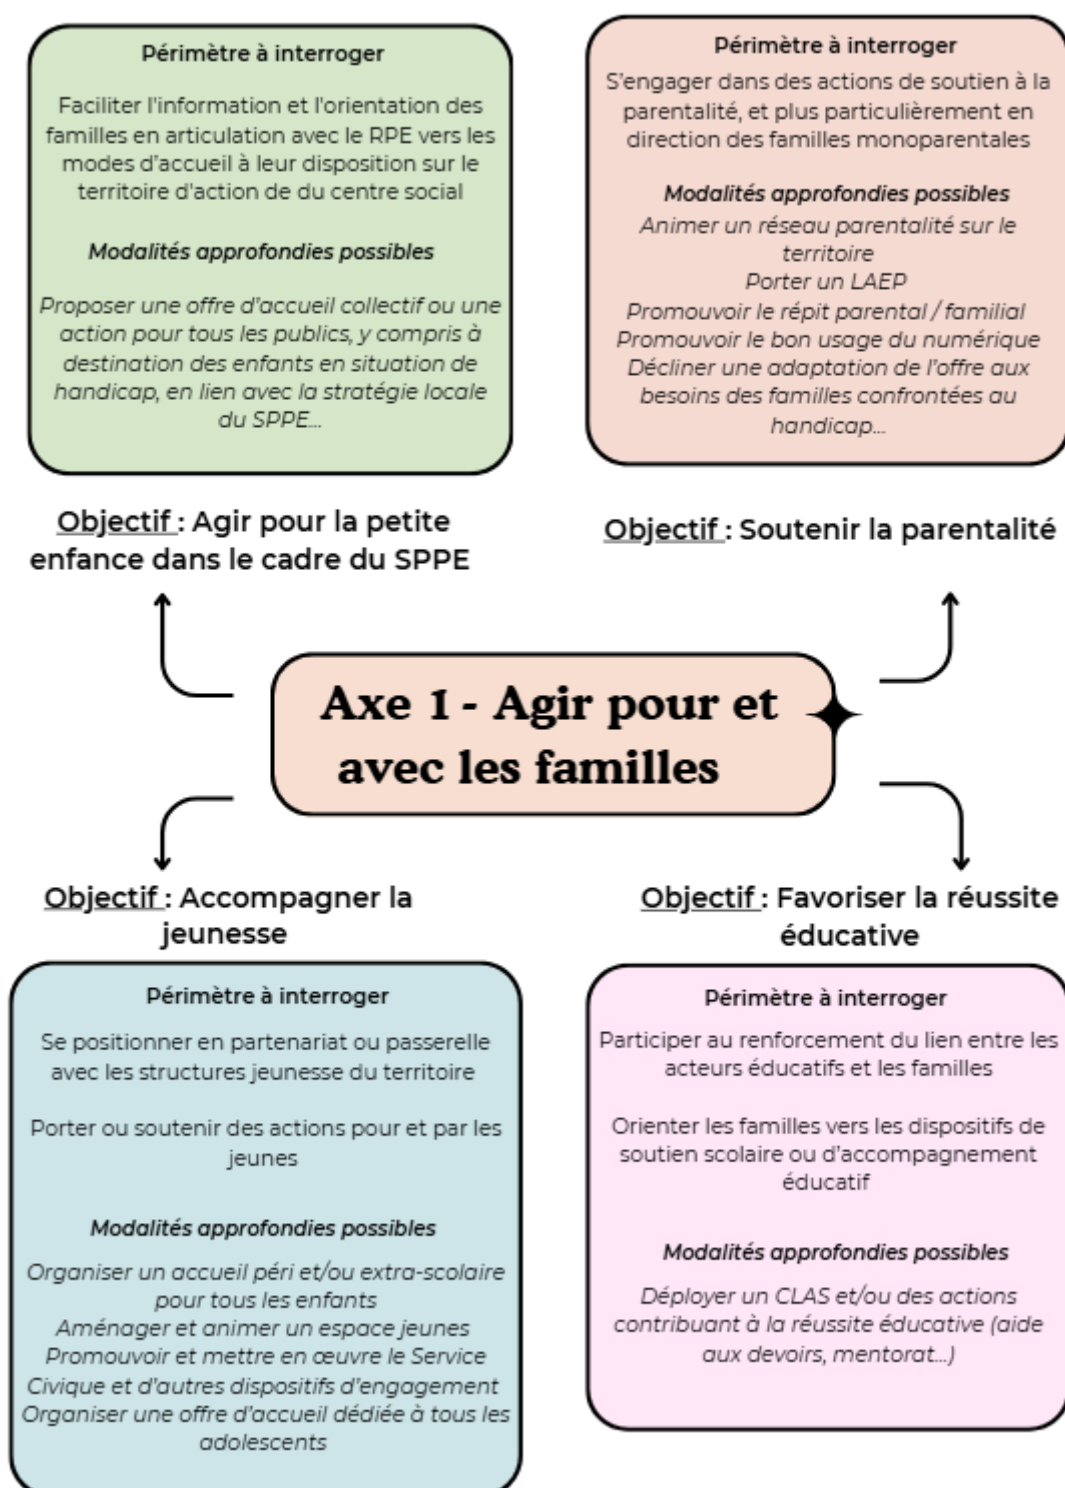 Périmètre à interroger
Faciliter l'information et l'orientation des
familles en articulation avec le RPE vers les
modes d'accueil à leur disposition sur le
territoire d'action de du centre social
Modalités approfondies possibles
Proposer une offre d'accueil collectif ou une
action pour tous les publics, y compris à
destination des enfants en situation de
handicap, en lien avec la stratégie locale
du SPPE...
Objectif : Agir pour la petite
enfance dans le cadre du SPPE
Périmètre à interroger
S'engager dans des actions de soutien à la
parentalité, et plus particulièrement en
direction des familles monoparentales
Modalités approfondies possibles
Animer un réseau parentalité sur le
territoire
Porter un LAEP
Promouvoir le répit parental / familial
Promouvoir le bon usage du numérique
Décliner une adaptation de l'offre aux
besoins des familles confrontées au
handicap...
Objectif : Soutenir la parentalité
Axe 1 - Agir pour et
avec les familles
Objectif : Accompagner la
jeunesse
Périmètre à interroger
Se positionner en partenariat ou passerelle
avec les structures jeunesse du territoire
Porter ou soutenir des actions pour et par les
jeunes
Modalités approfondies possibles
Organiser un accueil péri et/ou extra-scolaire
pour tous les enfants
Aménager et animer un espace jeunes
Promouvoir et mettre en œuvre le Service
Civique et d'autres dispositifs d'engagement
Organiser une offre d'accueil dédiée à tous les
adolescents
Objectif : Favoriser la réussite
éducative
Périmètre à interroger
Participer au renforcement du lien entre les
acteurs éducatifs et les familles
Orienter les familles vers les dispositifs de
soutien scolaire ou d'accompagnement
éducatif
Modalités approfondies possibles
Déployer un CLAS et/ou des actions
contribuant à la réussite éducative (aide
aux devoirs, mentorat...)